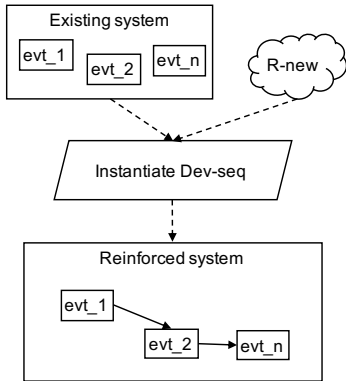 Existing system
evt_1
evt_2
evt_n
R-new
Instantiate Dev-seq
Reinforced system
evt_1
evt_2
evt_n